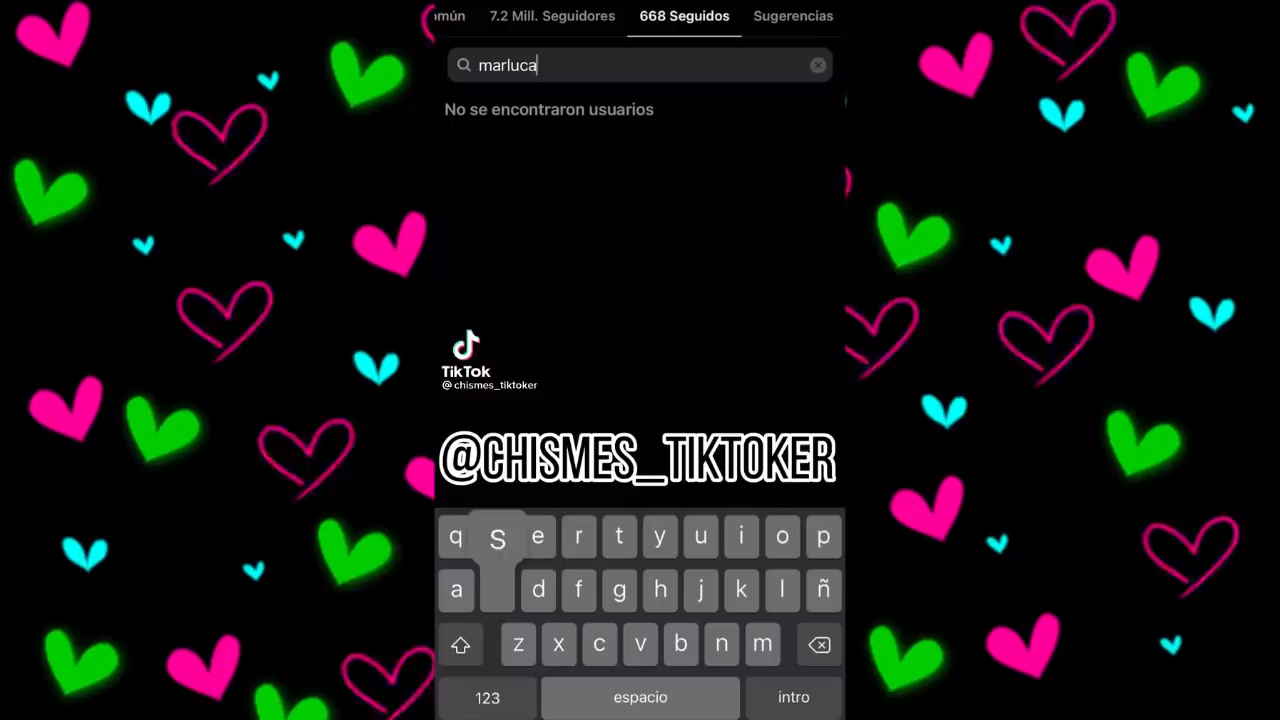 omún 7.2 Mill. Seguidores 668 Seguidos Sugerencias
marluca
No se encontraron usuarios
TikTok
@chismes_tiktoker
@CHISMES_TIKTOKER
q S e r t y u i o p
a d f g h j k l ñ
z x c v b n m
123 espacio intro